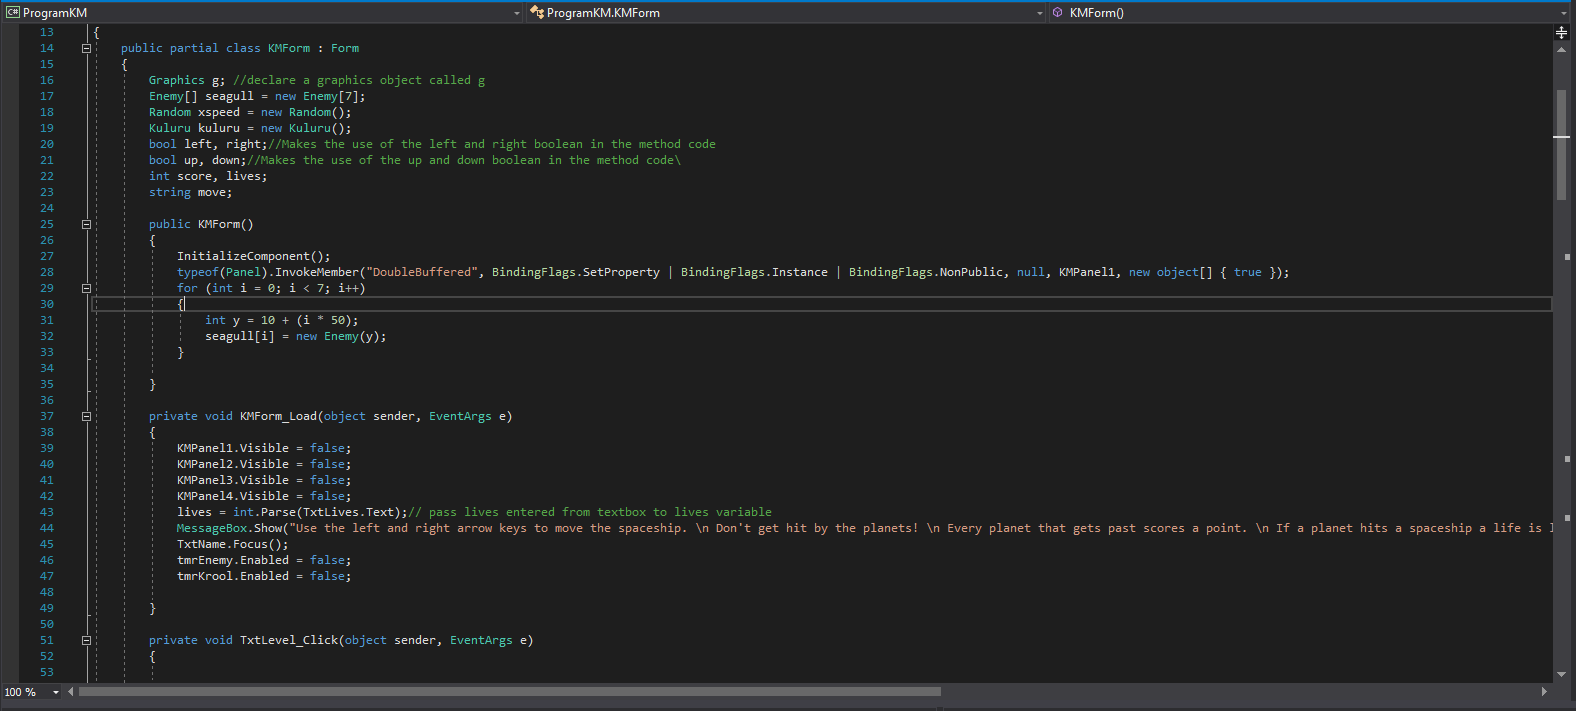 C# ProgramKM ProgramKM.KMForm KMForm()
13 {
14 public partial class KMForm : Form
15 {
16 Graphics g; //declare a graphics object called g
17 Enemy[] seagull = new Enemy[7];
18 Random xspeed = new Random();
19 Kuluru kuluru = new Kuluru();
20 bool left, right;//Makes the use of the left and right boolean in the method code
21 bool up, down;//Makes the use of the up and down boolean in the method code\
22 int score, lives;
23 string move;
24
25 public KMForm()
26 {
27 InitializeComponent();
28 typeof(Panel).InvokeMember("DoubleBuffered", BindingFlags.SetProperty | BindingFlags.Instance | BindingFlags.NonPublic, null, KMPanel1, new object[] { true });
29 for (int i = 0; i < 7; i++)
30 {
31 int y = 10 + (i * 50);
32 seagull[i] = new Enemy(y);
33 }
34
35 }
36
37 private void KMForm_Load(object sender, EventArgs e)
38 {
39 KMPanel1.Visible = false;
40 KMPanel2.Visible = false;
41 KMPanel3.Visible = false;
42 KMPanel4.Visible = false;
43 lives = int.Parse(TxtLives.Text);// pass lives entered from textbox to lives variable
44 MessageBox.Show("Use the left and right arrow keys to move the spaceship. \n Don't get hit by the planets! \n Every planet that gets past scores a point. \n If a planet hits a spaceship a life is
45 TxtName.Focus();
46 tmrEnemy.Enabled = false;
47 tmrKrool.Enabled = false;
48
49 }
50
51 private void TxtLevel_Click(object sender, EventArgs e)
52 {
53
100 %